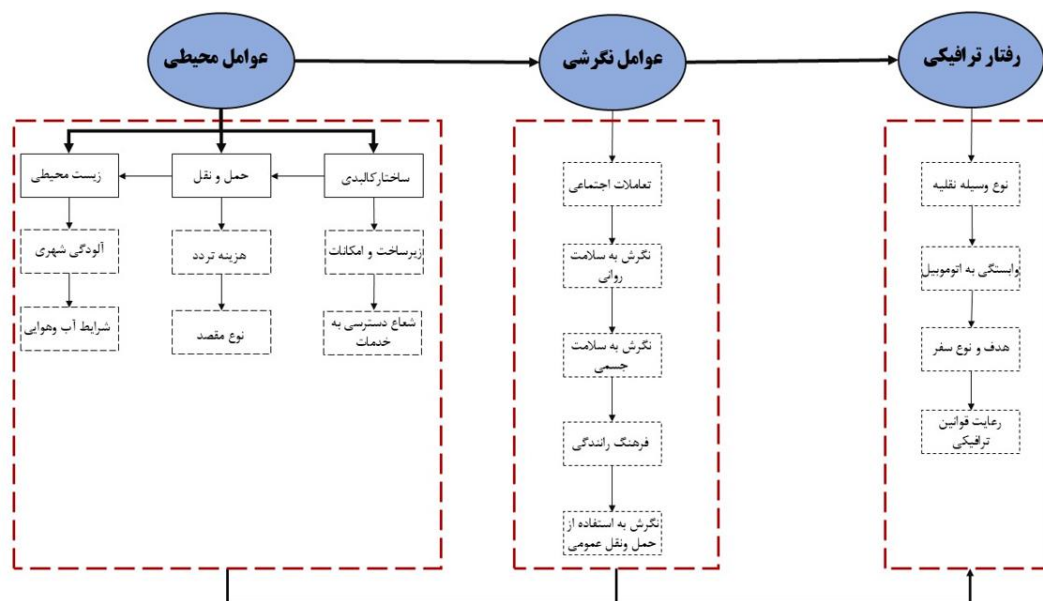 رفتار ترافیکی
عوامل نگرشی
عوامل محیطی
نوع وسیله نقلیه
وابستگی به اتوموبیل
هدف و نوع سفر
رعایت قوانین
ترافیکی
تعاملات اجتماعی
نگرش به سلامت
روانی
نگرش به سلامت
جسمی
فرهنگ رانندگی
نگرش به استفاده از
حمل ونقل عمومی
ساختارکالبدی
حمل و نقل
زیست محیطی
زیرساخت و امکانات
هزینه تردد
آلودگی شهری
شعاع دسترسی به
خدمات
نوع مقصد
شرایط آب وهوایی